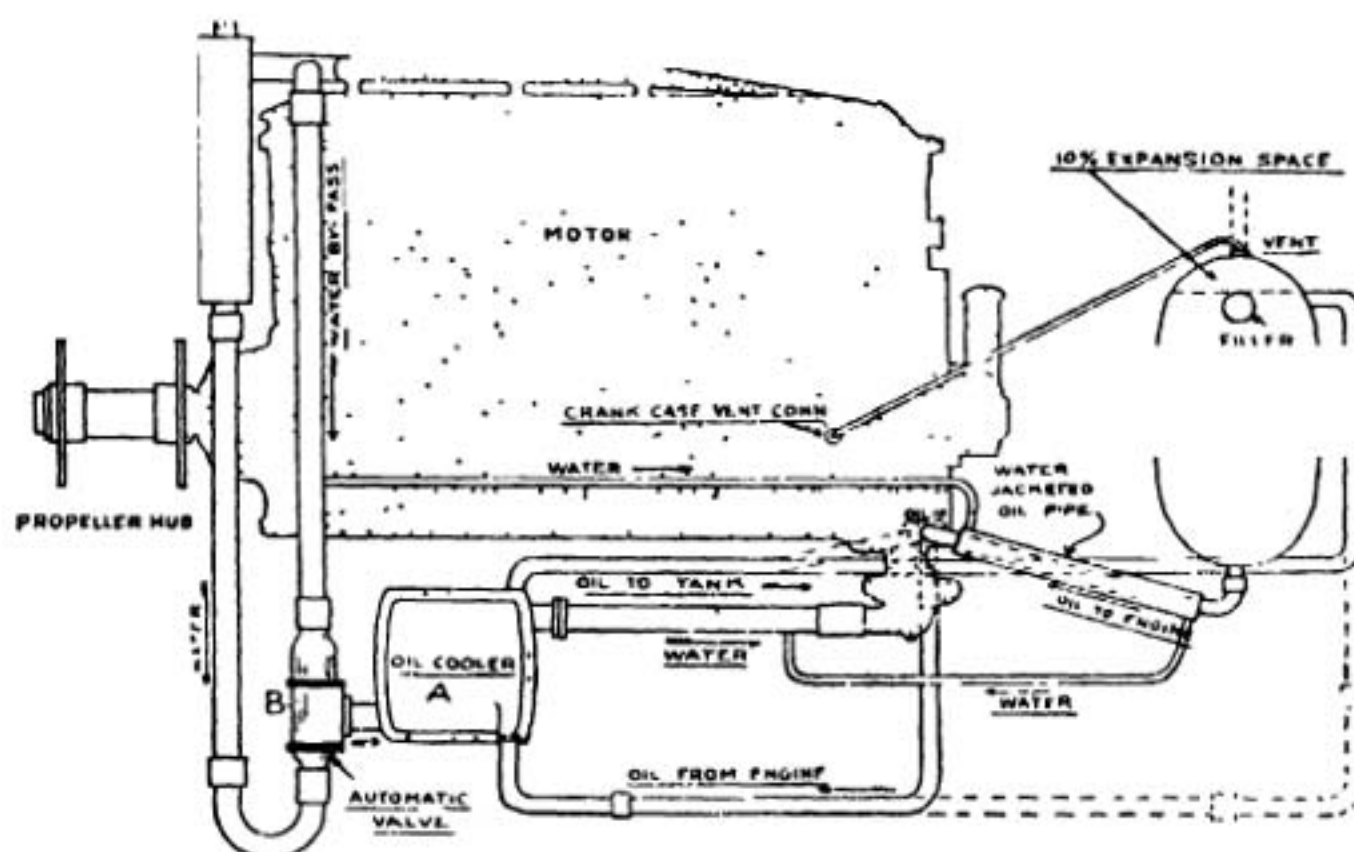 10% EXPANSION SPACE
WATER BY-PASS
MOTOR
VENT
FILLER
CRANK CASE VENT CONN
WATER
WATER
JACKETED
OIL PIPE
PROPELLER HUB
OIL TO TANK
OIL TO ENGINE
WATER
OIL COOLER
A
WATER
B
WATER
OIL FROM ENGINE
AUTOMATIC
VALVE